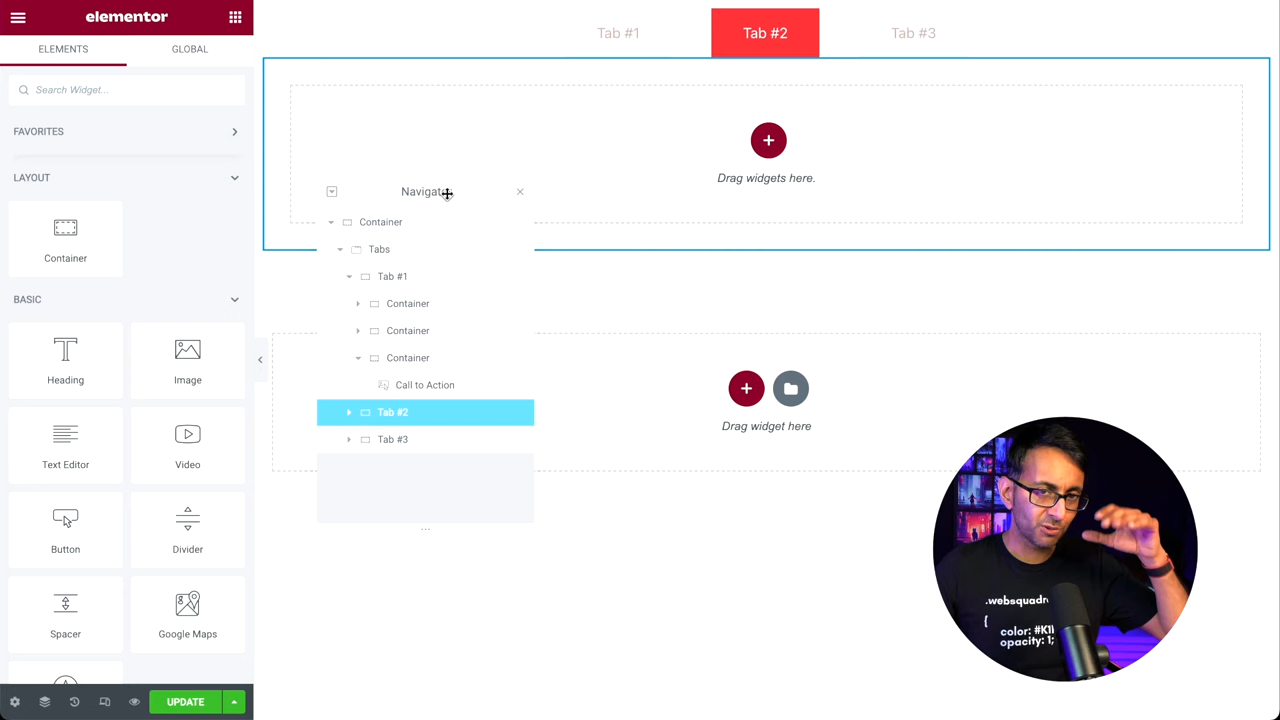 elementor
ELEMENTS
GLOBAL
Search Widget...
FAVORITES
LAYOUT
Container
BASIC
Heading
Image
Text Editor
Video
Button
Divider
Spacer
Google Maps
UPDATE
Tab #1
Tab #2
Tab #3
Drag widgets here.
Container
Tabs
Tab #1
Container
Container
Container
Call to Action
Tab #2
Tab #3
Drag widget here
{
color:
opacity: 1;